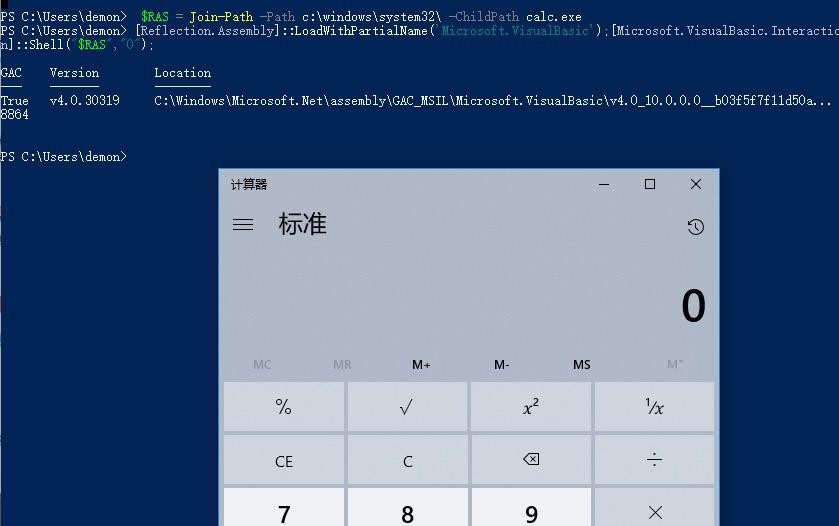 PS C:\Users\demon>  $RAS = Join-Path -Path c:\windows\system32\ -ChildPath calc.exe
PS C:\Users\demon> [Reflection.Assembly]::LoadWithPartialName('Microsoft.VisualBasic');[Microsoft.VisualBasic.Interactio
n]::Shell("$RAS","0");
GAC    Version        Location
True   v4.0.30319     C:\Windows\Microsoft.Net\assembly\GAC_MSIL\Microsoft.VisualBasic\v4.0_10.0.0.0__b03f5f7f11d50a...
8864
PS C:\Users\demon>
计算器
标准
0
MC MR M+ M- MS M˅
% √ x² ¹/x
CE C ÷
7 8 9 ×